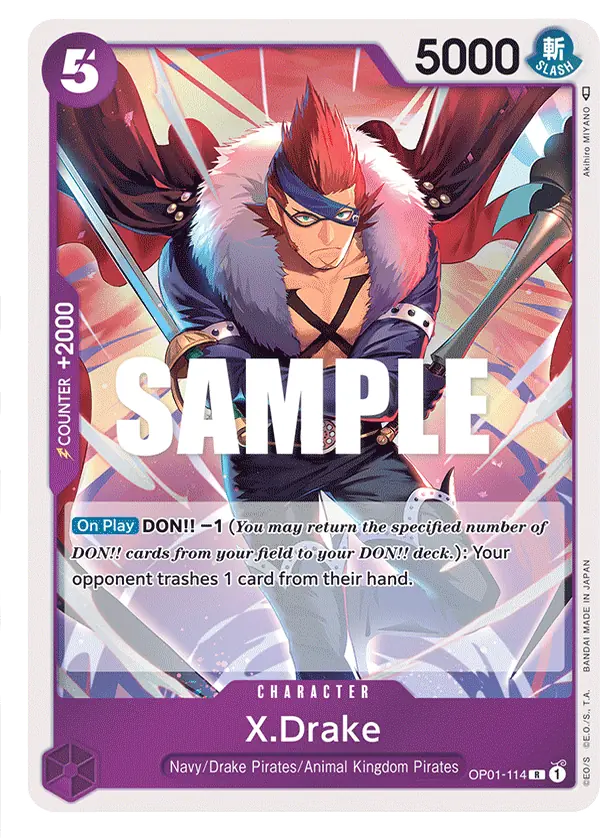 5
5000
斬
SLASH
Akihiro MIYANO
COUNTER +2000
SAMPLE
On Play DON!! −1 (You may return the specified number of
DON!! cards from your field to your DON!! deck.): Your
opponent trashes 1 card from their hand.
©EO/S ©E.O./S., T.A. BANDAI MADE IN JAPAN
CHARACTER
X.Drake
Navy/Drake Pirates/Animal Kingdom Pirates
OP01-114 R 1